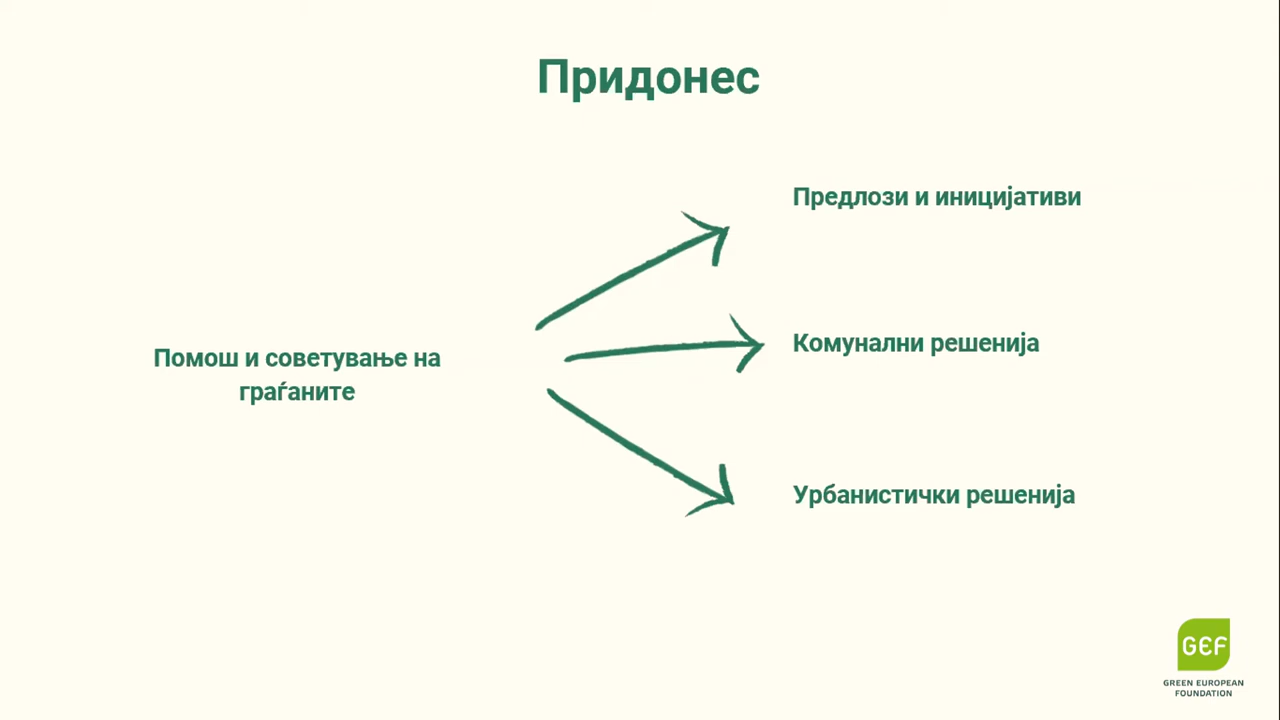 Придонес
Предлози и иницијативи
Помош и советување на
граѓаните
Комунални решенија
Урбанистички решенија
GEF
GREEN EUROPEAN
FOUNDATION